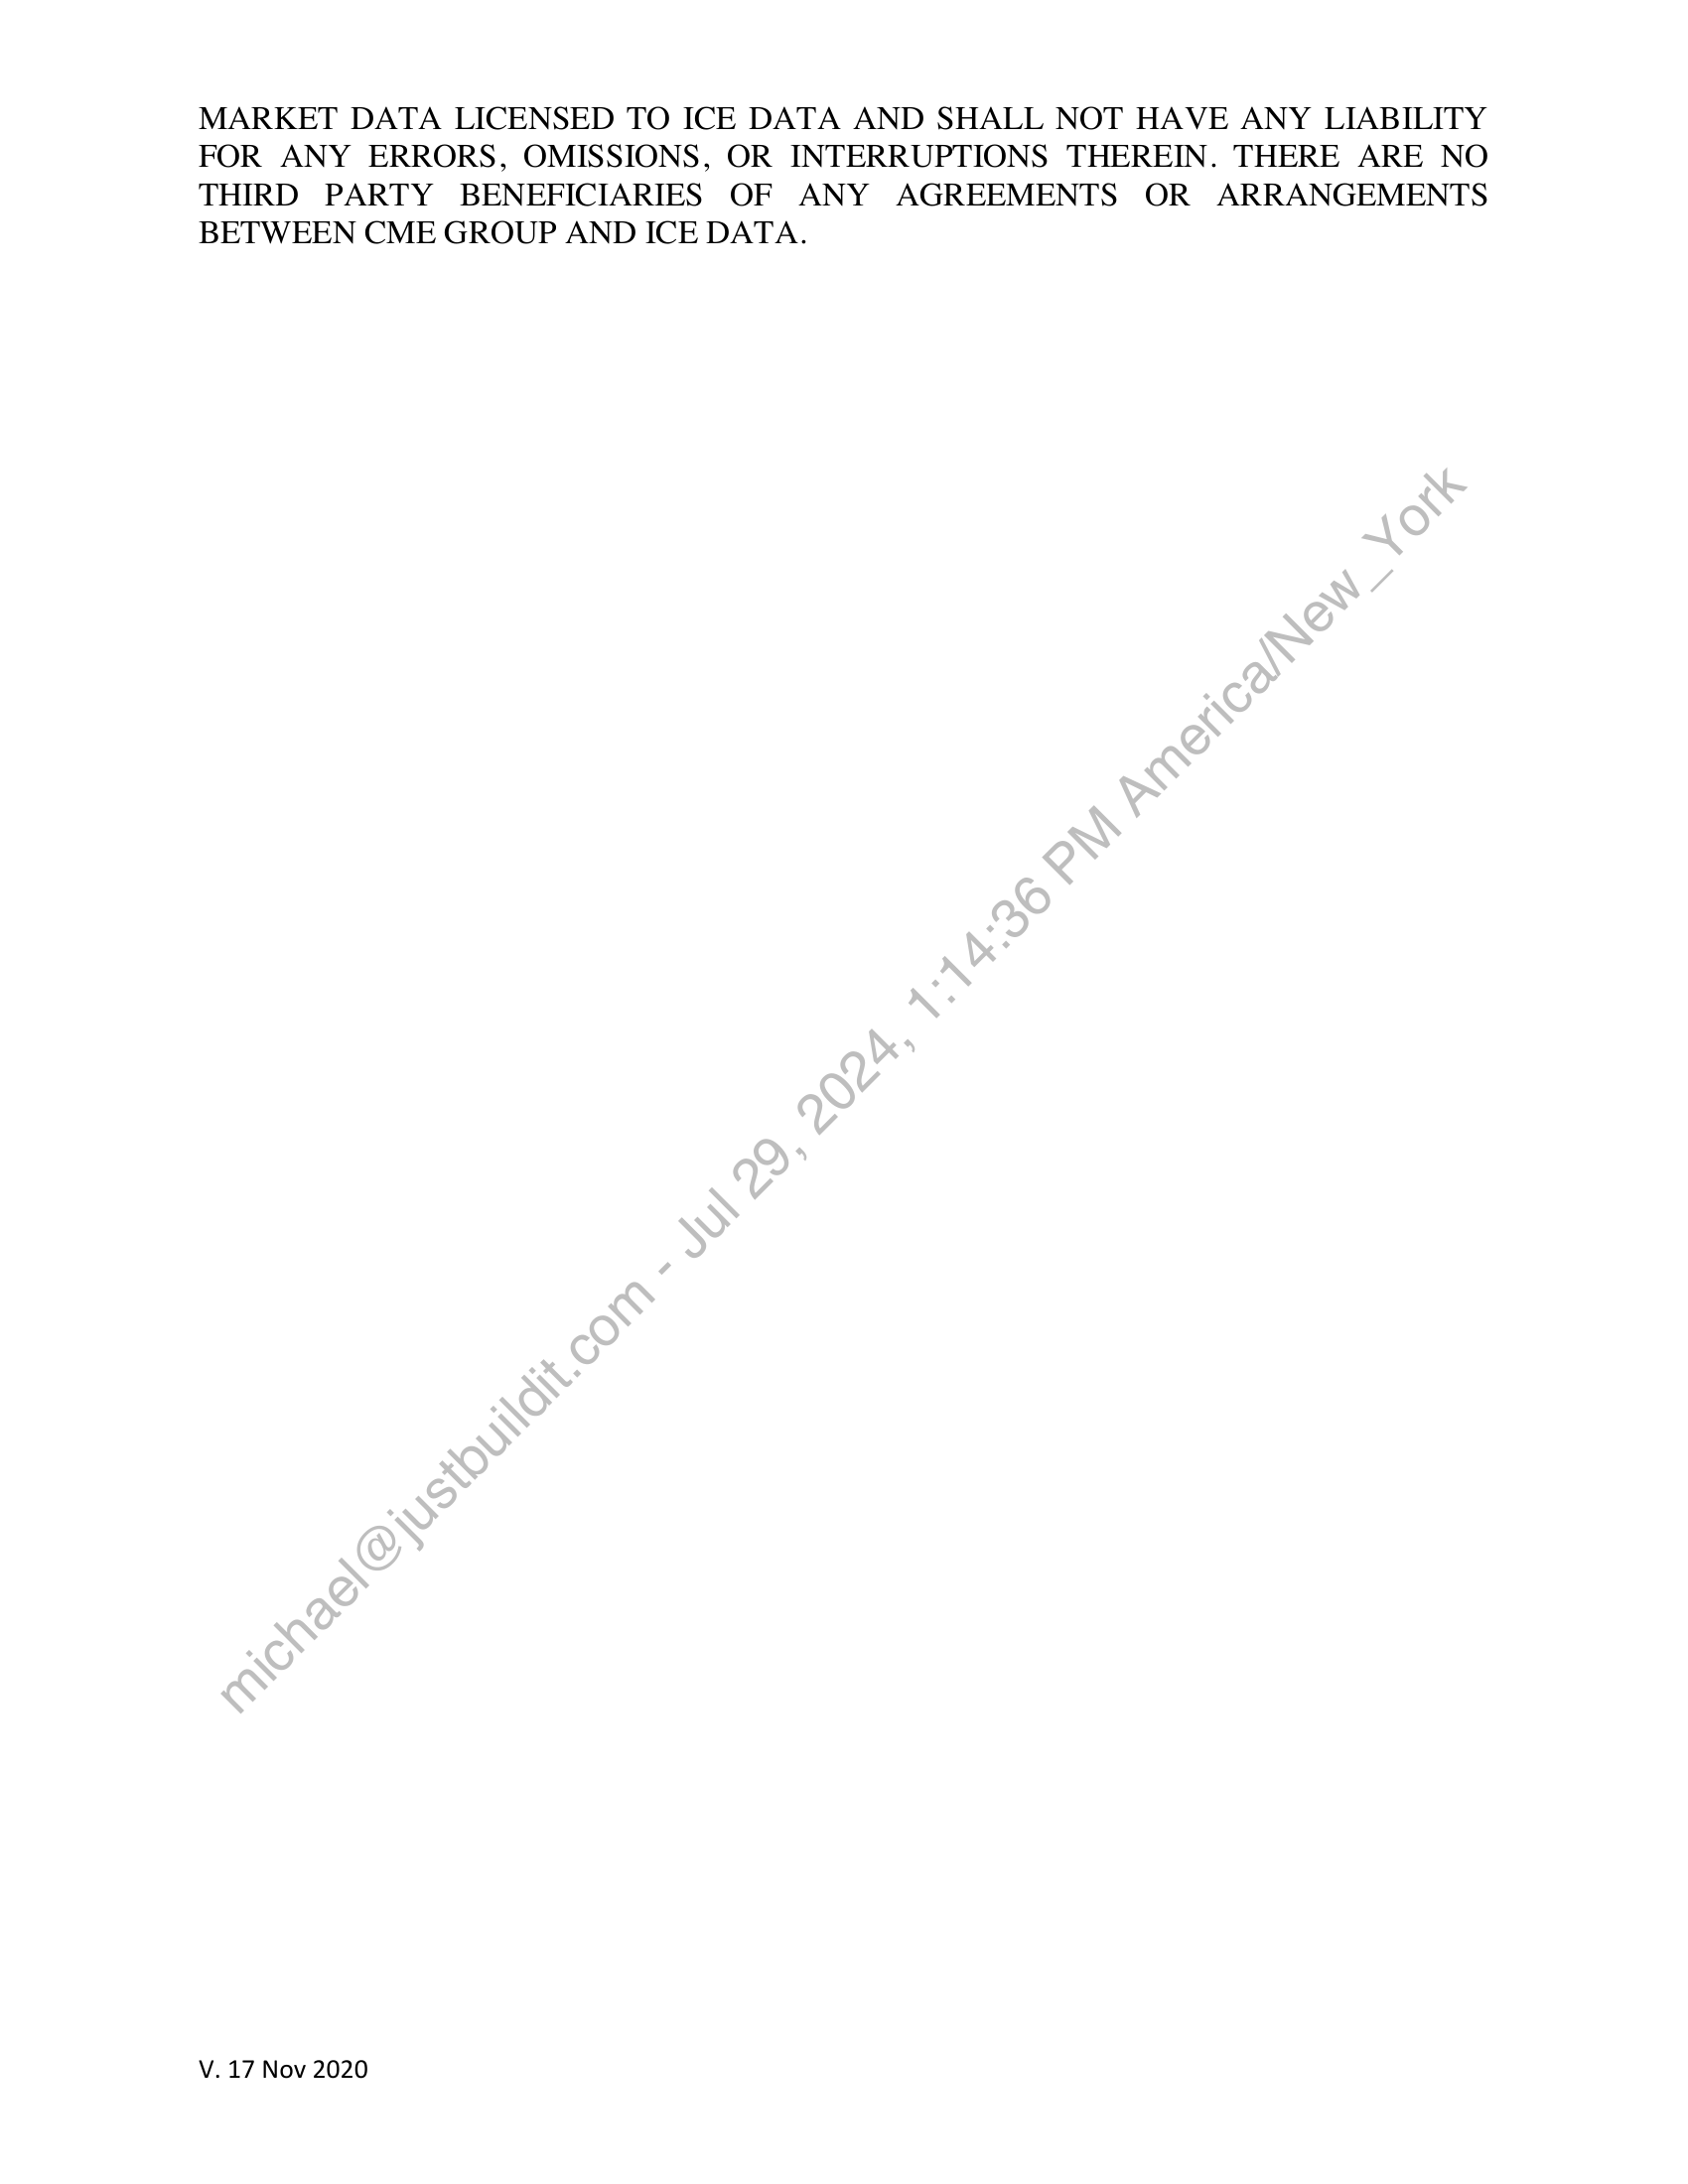 MARKET DATA LICENSED TO ICE DATA AND SHALL NOT HAVE ANY LIABILITY
FOR ANY ERRORS, OMISSIONS, OR INTERRUPTIONS THEREIN. THERE ARE NO
THIRD PARTY BENEFICIARIES OF ANY AGREEMENTS OR ARRANGEMENTS
BETWEEN CME GROUP AND ICE DATA.
michael@justbuildit.com - Jul 29, 2024, 1:14:36 PM America/New_York
V. 17 Nov 2020